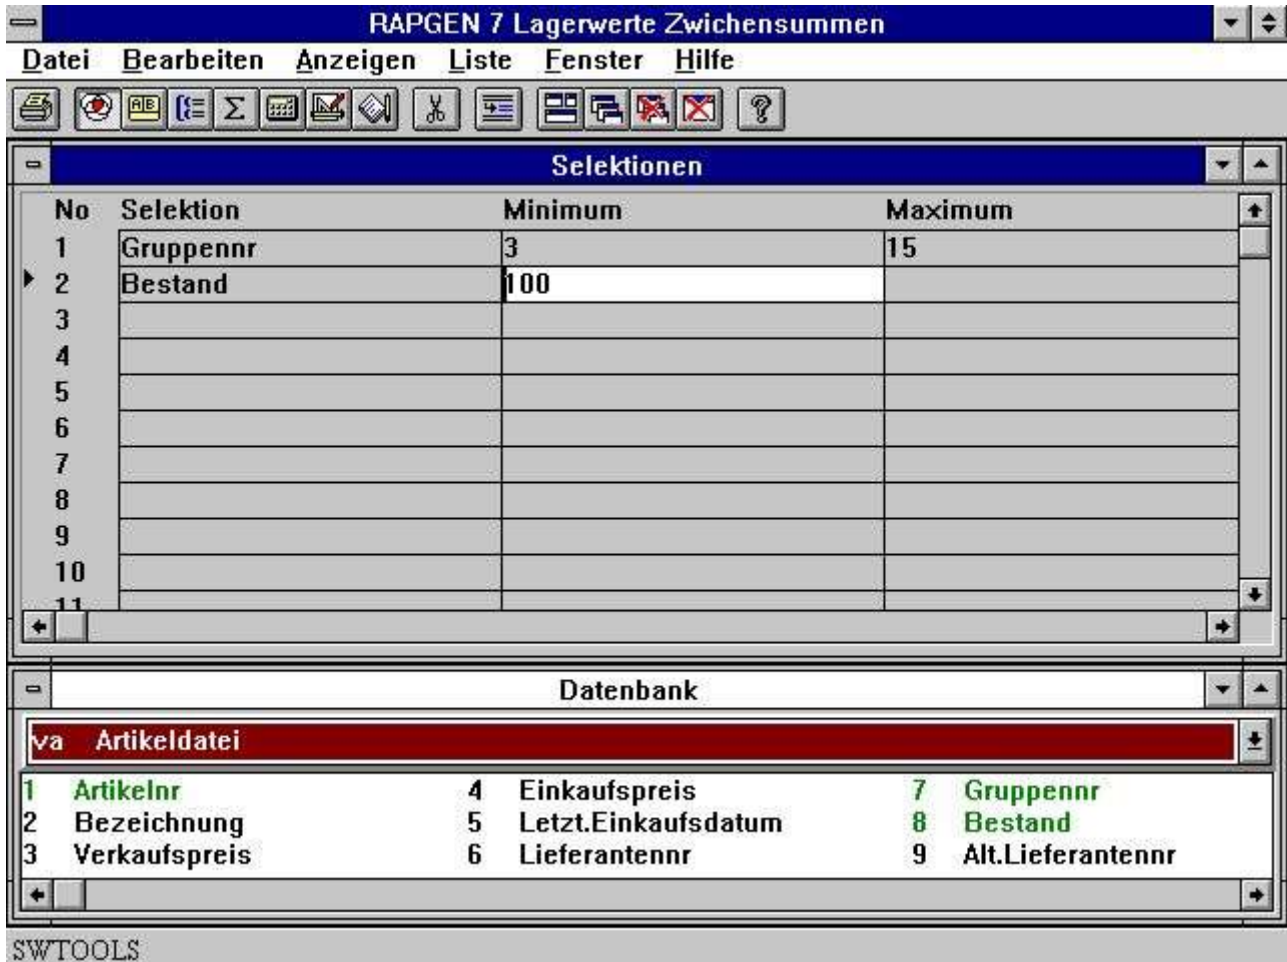 RAPGEN 7 Lagerwerte Zwichensummen
Datei Bearbeiten Anzeigen Liste Fenster Hilfe
Selektionen
No Selektion Minimum Maximum
1 Gruppennr 3 15
2 Bestand 100
3
4
5
6
7
8
9
10
11
Datenbank
va Artikeldatei
1 Artikelnr 4 Einkaufspreis 7 Gruppennr
2 Bezeichnung 5 Letzt.Einkaufsdatum 8 Bestand
3 Verkaufspreis 6 Lieferantennr 9 Alt.Lieferantennr
SWTOOLS